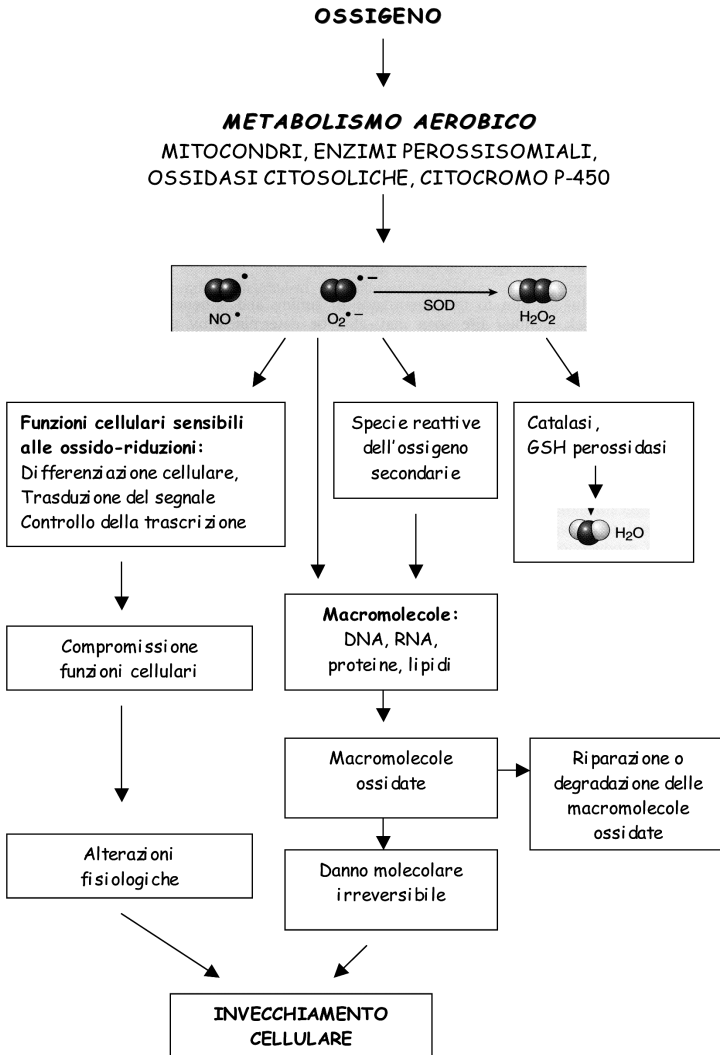 OSSIGENO
METABOLISMO AEROBICO
MITOCONDRI, ENZIMI PEROSSISOMIALI,
OSSIDASI CITOSOLICHE, CITOCROMO P-450
NO•
O2•−
SOD
H2O2
Funzioni cellulari sensibili
alle ossido-riduzioni:
Differenziazione cellulare,
Trasduzione del segnale
Controllo della trascrizione
Specie reattive
dell'ossigeno
secondarie
Catalasi,
GSH perossidasi
H2O
Compromissione
funzioni cellulari
Macromolecole:
DNA, RNA,
proteine, lipidi
Macromolecole
ossidate
Riparazione o
degradazione delle
macromolecole
ossidate
Alterazioni
fisiologiche
Danno molecolare
irreversibile
INVECCHIAMENTO
CELLULARE